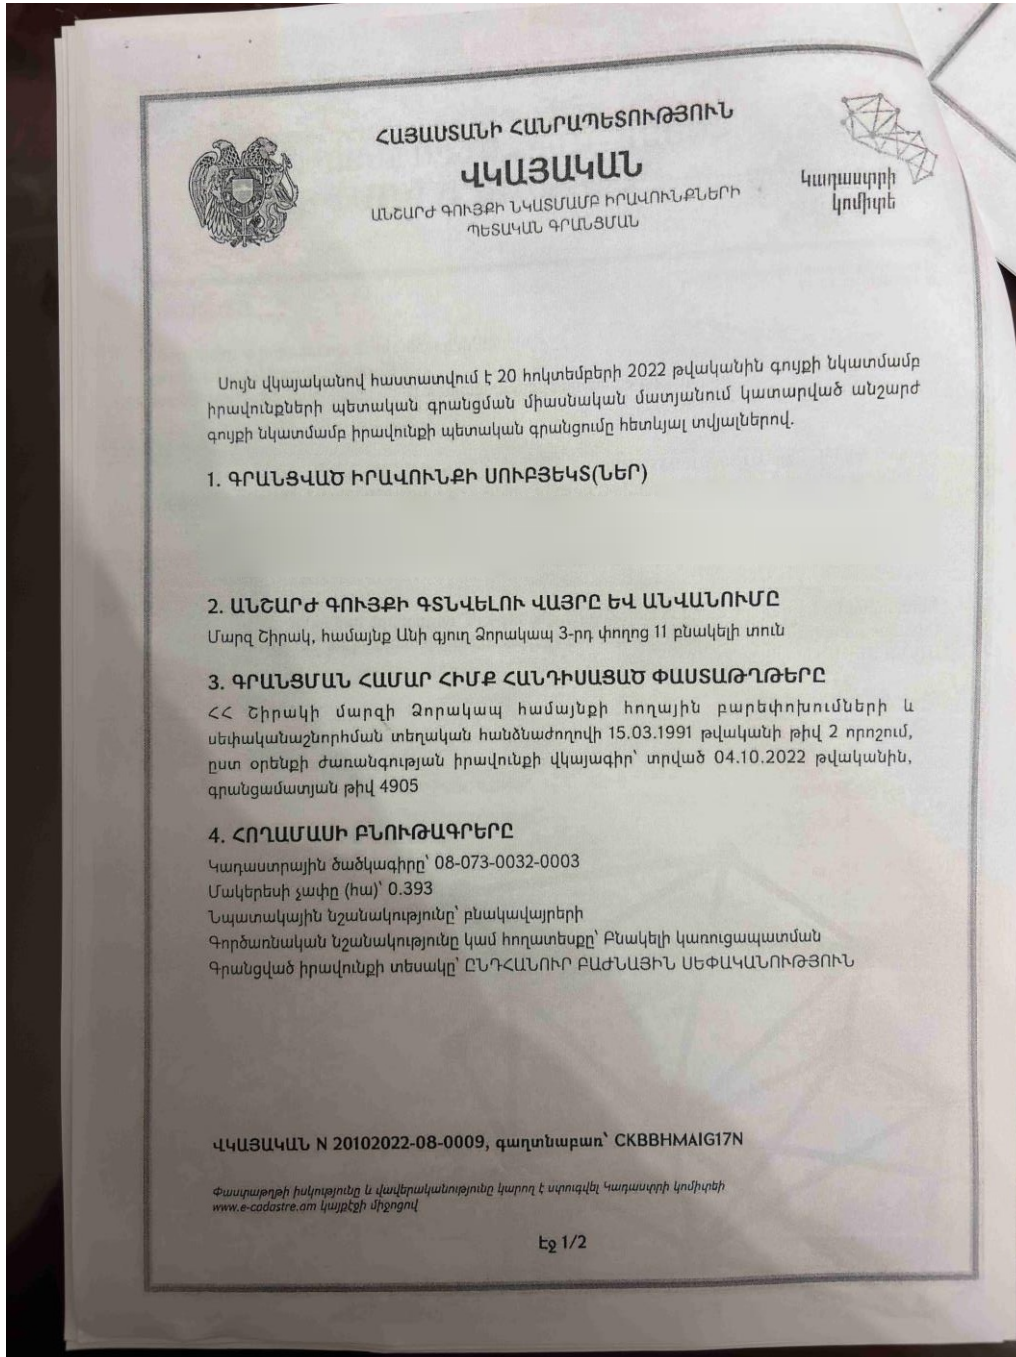 ՀԱՅԱՍՏԱՆԻ ՀԱՆՐԱՊԵՏՈՒԹՅՈՒՆ
ՎԿԱՅԱԿԱՆ
ԱՆՇԱՐԺ ԳՈՒՅՔԻ ՆԿԱՏՄԱՄԲ ԻՐԱՎՈՒՆՔՆԵՐԻ
ՊԵՏԱԿԱՆ ԳՐԱՆՑՄԱՆ
Կադաստրի
կոմիտե
Սույն վկայականով հաստատվում է 20 հոկտեմբերի 2022 թվականին գույքի նկատմամբ
իրավունքների պետական գրանցման միասնական մատյանում կատարված անշարժ
գույքի նկատմամբ իրավունքի պետական գրանցումը հետևյալ տվյալներով.
1. ԳՐԱՆՑՎԱԾ ԻՐԱՎՈՒՆՔԻ ՍՈՒԲՅԵԿՏ(ՆԵՐ)
2. ԱՆՇԱՐԺ ԳՈՒՅՔԻ ԳՏՆՎԵԼՈՒ ՎԱՅՐԸ ԵՎ ԱՆՎԱՆՈՒՄԸ
Մարզ Շիրակ, համայնք Անի գյուղ Ձորակապ 3-րդ փողոց 11 բնակելի տուն
3. ԳՐԱՆՑՄԱՆ ՀԱՄԱՐ ՀԻՄՔ ՀԱՆԴԻՍԱՑԱԾ ՓԱՍՏԱԹՂԹԵՐԸ
ՀՀ Շիրակի մարզի Ձորակապ համայնքի հողային բարեփոխումների և
սեփականաշնորհման տեղական հանձնաժողովի 15.03.1991 թվականի թիվ 2 որոշում,
ըստ օրենքի ժառանգության իրավունքի վկայագիր՝ տրված 04.10.2022 թվականին,
գրանցամատյան թիվ 4905
4. ՀՈՂԱՄԱՍԻ ԲՆՈՒԹԱԳՐԵՐԸ
Կադաստրային ծածկագիրը՝ 08-073-0032-0003
Մակերեսի չափը (հա)՝ 0.393
Նպատակային նշանակությունը՝ բնակավայրերի
Գործառնական նշանակությունը կամ հողատեսքը՝ Բնակելի կառուցապատման
Գրանցված իրավունքի տեսակը՝ ԸՆԴՀԱՆՈՒՐ ԲԱԺՆԱՅԻՆ ՍԵՓԱԿԱՆՈՒԹՅՈՒՆ
ՎԿԱՅԱԿԱՆ N 20102022-08-0009, գաղտնաբառ՝ CKBBHMAIG17N
Փաստաթղթի իսկությունը և վավերականությունը կարող է ստուգվել Կադաստրի կոմիտեի
www.e-cadastre.am կայքէջի միջոցով
Էջ 1/2